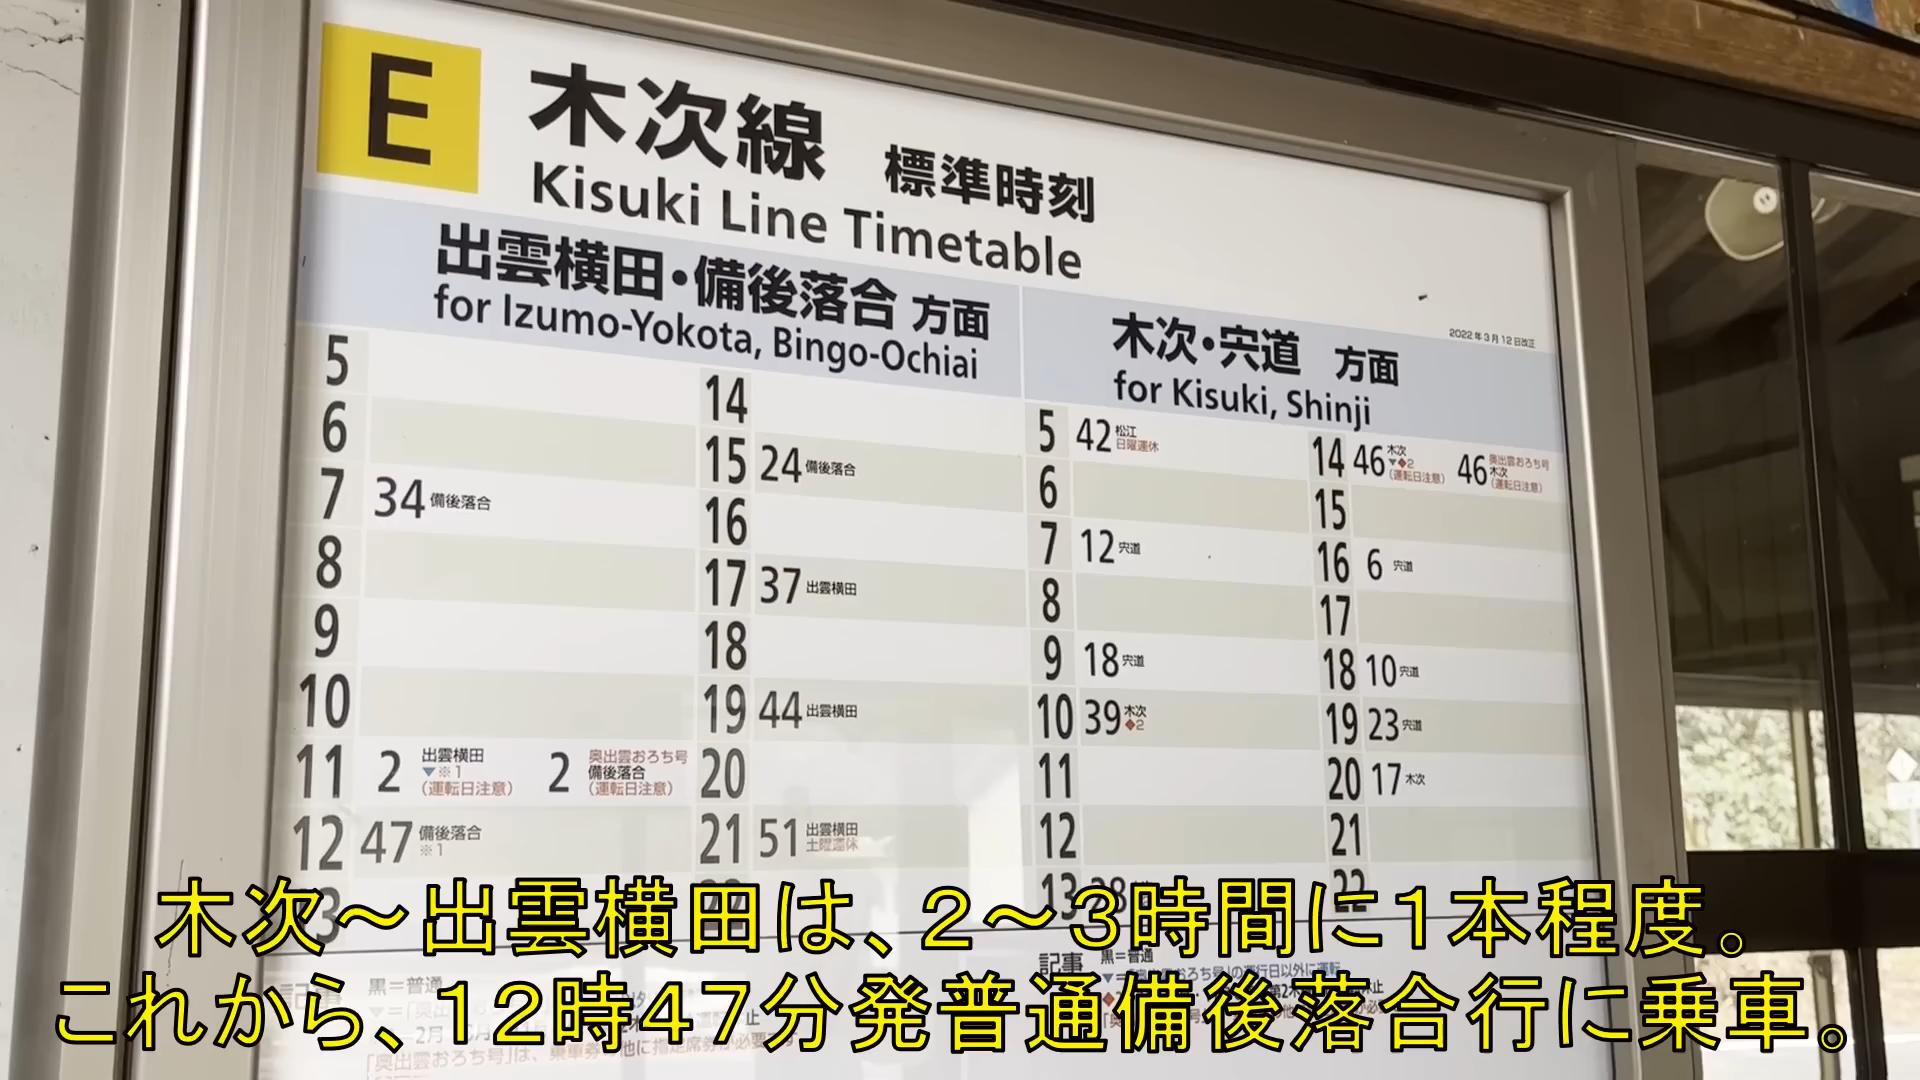 E 木次線 標準時刻
Kisuki Line Timetable
出雲横田・備後落合 方面
for Izumo-Yokota, Bingo-Ochiai
木次・宍道 方面
for Kisuki, Shinji
2022年3月12日改正
5
6
7 34 備後落合
8
9
10
11 2 出雲横田 ▼※1 (運転日注意) 2 奥出雲おろち号 備後落合 (運転日注意)
12 47 備後落合 ※1
14
15 24 備後落合
16
17 37 出雲横田
18
19 44 出雲横田
20
21 51 出雲横田 土曜運休
22
5 42 松江 日曜運休
6
7 12 宍道
8
9 18 宍道
10 39 木次 ◆2
11
12
13 28
14 46 木次 ▼◆2 (運転日注意) 46 奥出雲おろち号 木次 (運転日注意)
15
16 6 宍道
17
18 10 宍道
19 23 宍道
20 17 木次
21
22
記事 黒=普通
記事 黒=普通
木次～出雲横田は、2～3時間に1本程度。
これから、12時47分発普通備後落合行に乗車。